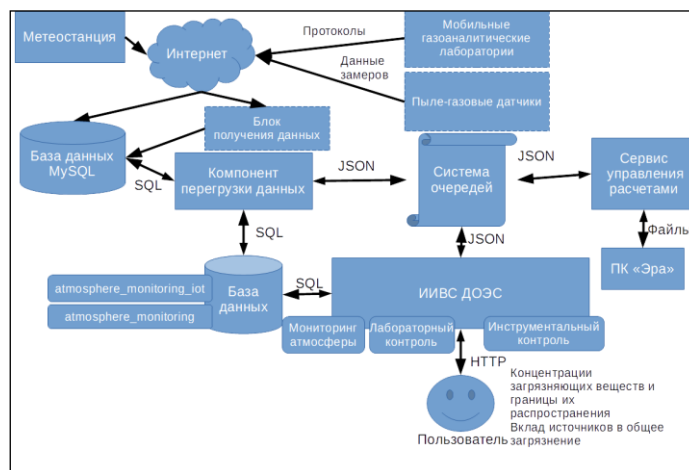 Метеостанция
Интернет
Протоколы
Мобильные
газоаналитические
лаборатории
Данные
замеров
Пыле-газовые датчики
Блок
получения данных
База данных
MySQL
SQL
Компонент
перегрузки данных
JSON
Система
очередей
JSON
Сервис
управления
расчетами
SQL
JSON
Файлы
ПК «Эра»
atmosphere_monitoring_iot
atmosphere_monitoring
База
данных
SQL
ИИВС ДОЭС
Мониторинг
атмосферы
Лабораторный
контроль
Инструментальный
контроль
HTTP
Концентрации
загрязняющих веществ и
границы их
распространения
Вклад источников в общее
загрязнение
Пользователь